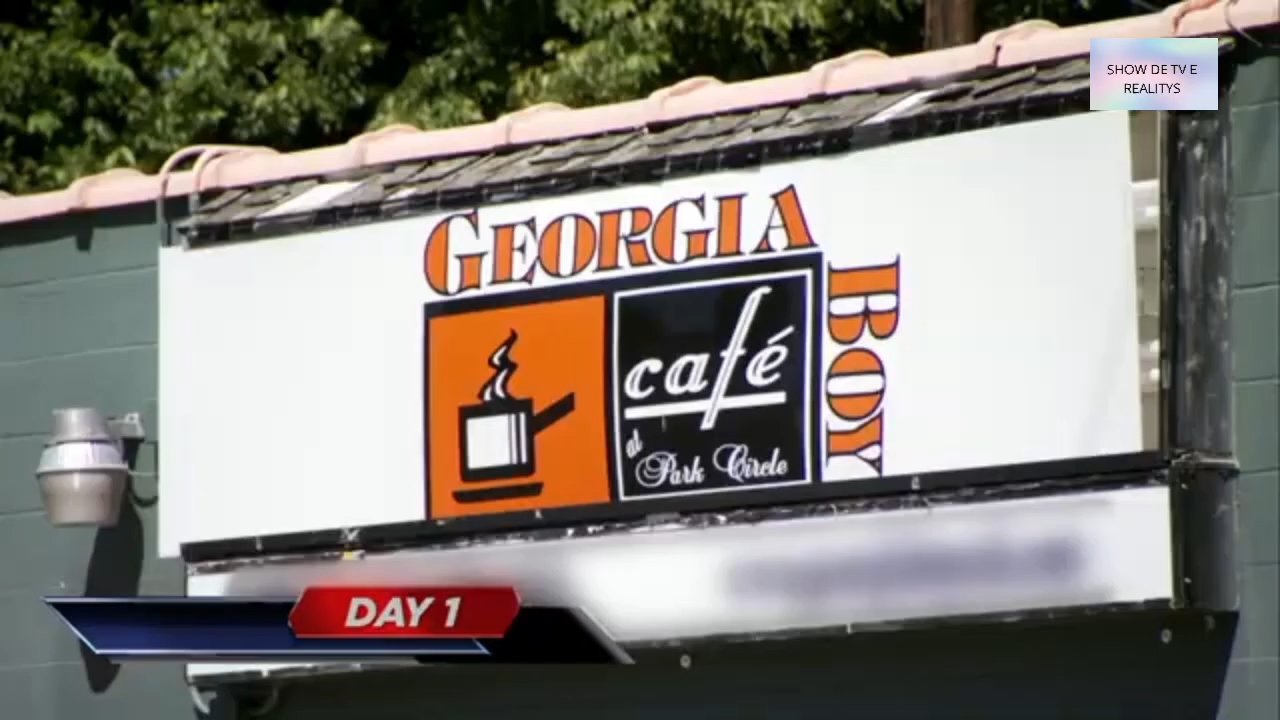 SHOW DE TV E
REALITYS
GEORGIA
BOY
café
at
Park Circle
DAY 1